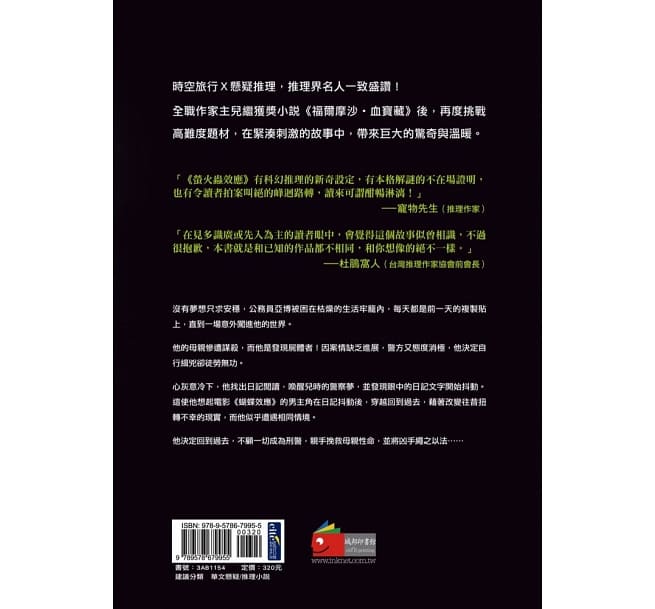 時空旅行X懸疑推理，推理界名人一致盛讚！
全職作家主兒繼獲獎小說《福爾摩沙・血寶藏》後，再度挑戰
高難度題材，在緊湊刺激的故事中，帶來巨大的驚奇與溫暖。
「《螢火蟲效應》有科幻推理的新奇設定，有本格解謎的不在場證明，
也有令讀者拍案叫絕的峰迴路轉，讀來可謂酣暢淋漓！」
──寵物先生（推理作家）
「在見多識廣或先入為主的讀者眼中，會覺得這個故事似曾相識，不過
很抱歉，本書就是和已知的作品都不相同，和你想像的絕不一樣。」
──杜鵑窩人（台灣推理作家協會前會長）
沒有夢想只求安穩，公務員亞博被困在枯燥的生活牢籠內，每天都是前一天的複製貼
上，直到一場意外闖進他的世界。
他的母親慘遭謀殺，而他是發現屍體者！因案情缺乏進展，警方又態度消極，他決定自
行緝兇卻徒勞無功。
心灰意冷下，他找出日記閱讀，喚醒兒時的警察夢，並發現眼中的日記文字開始抖動。
這使他想起電影《蝴蝶效應》的男主角在日記抖動後，穿越回到過去，藉著改變往昔扭
轉不幸的現實，而他似乎遭遇相同情境。
他決定回到過去，不顧一切成為刑警，親手挽救母親性命，並將凶手繩之以法……
ISBN 978-9-5786-7995-5
00320
9 789578 679955
書號：3AB1154 定價：320元
建議分類 華文懸疑/推理小說
城邦印書館
www.inknet.com.tw